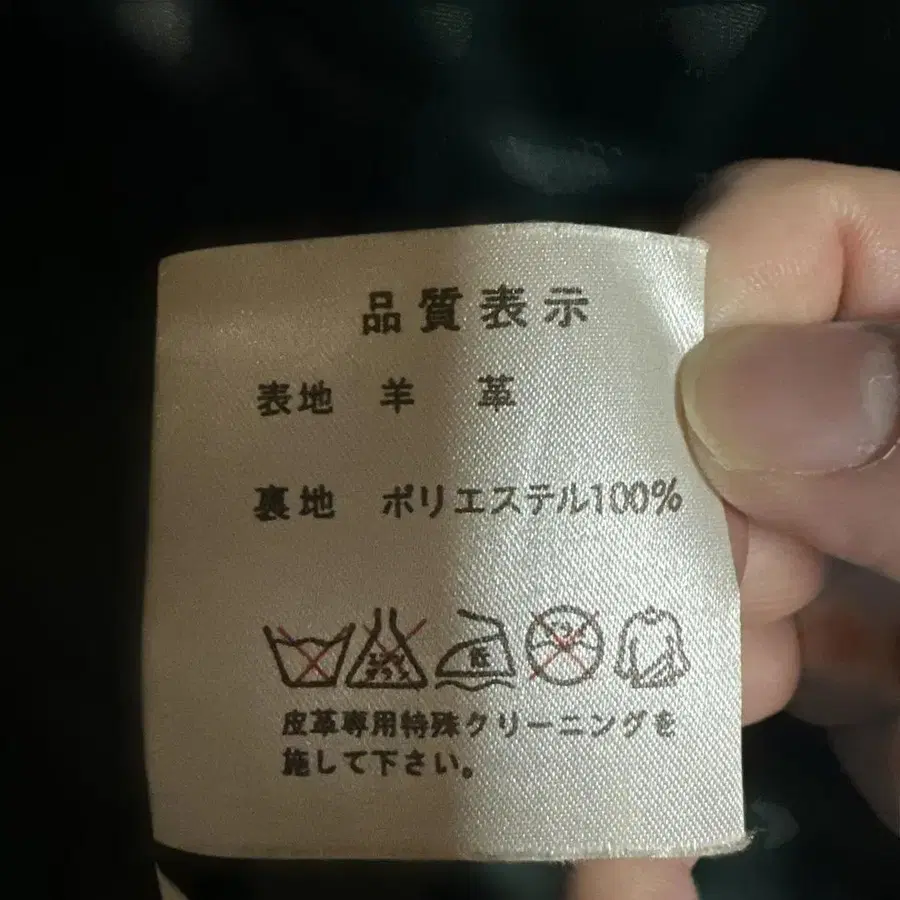 品質表示
表地 羊 革
裏地 ポリエステル100%
皮革専用特殊クリーニングを
施して下さい。